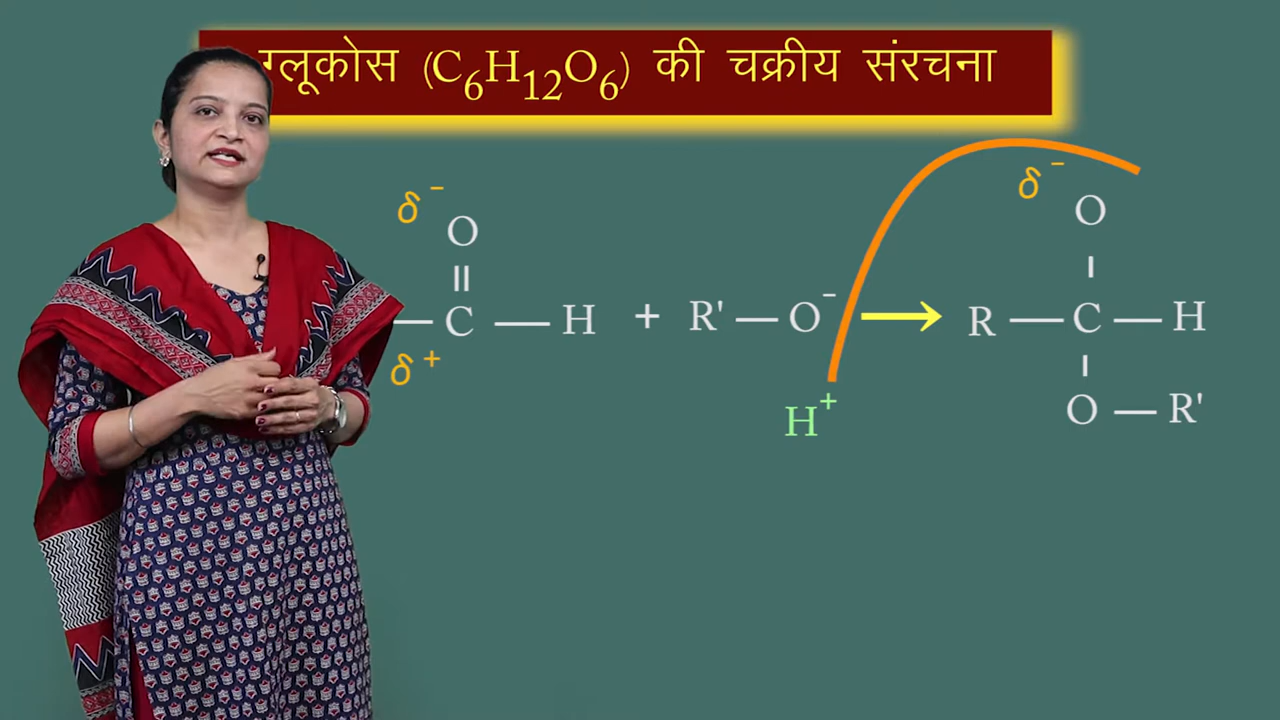 ग्लूकोस (C₆H₁₂O₆) की चक्रीय संरचना
δ⁻ δ⁻
O O
|| |
— C — H + R' — O⁻ → R — C — H
δ⁺ |
H⁺ O — R'